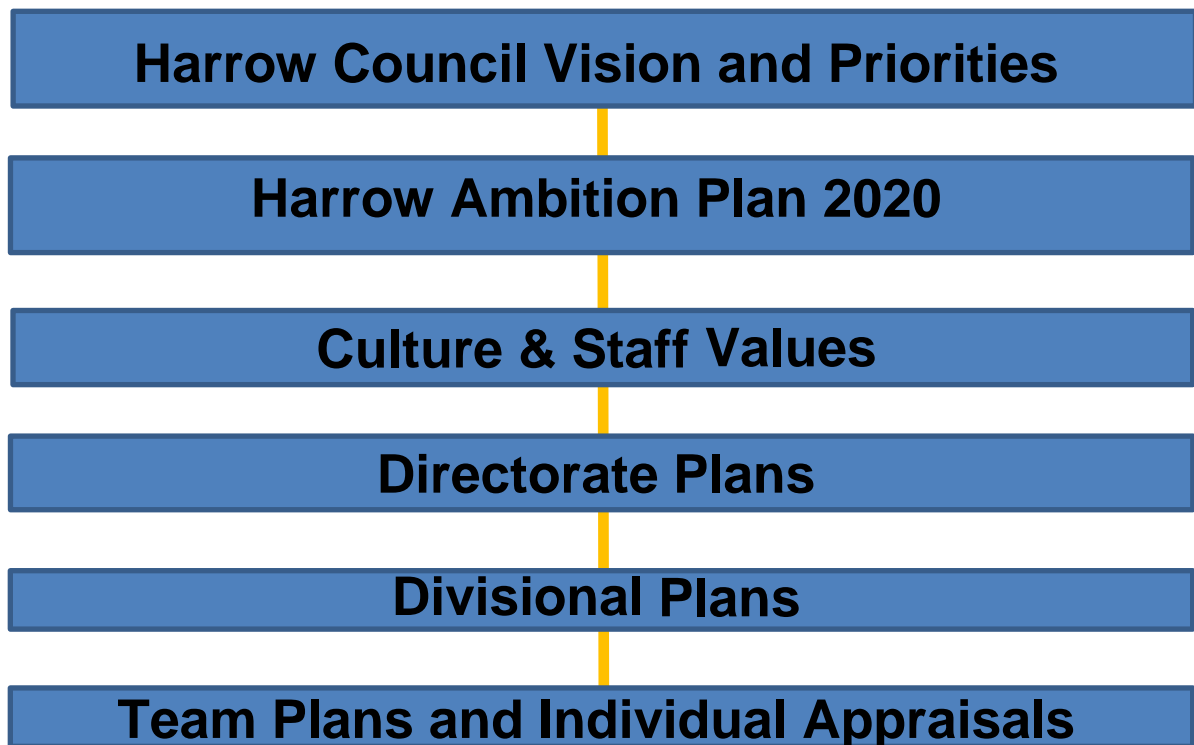 Harrow Council Vision and Priorities
Harrow Ambition Plan 2020
Culture & Staff Values
Directorate Plans
Divisional Plans
Team Plans and Individual Appraisals